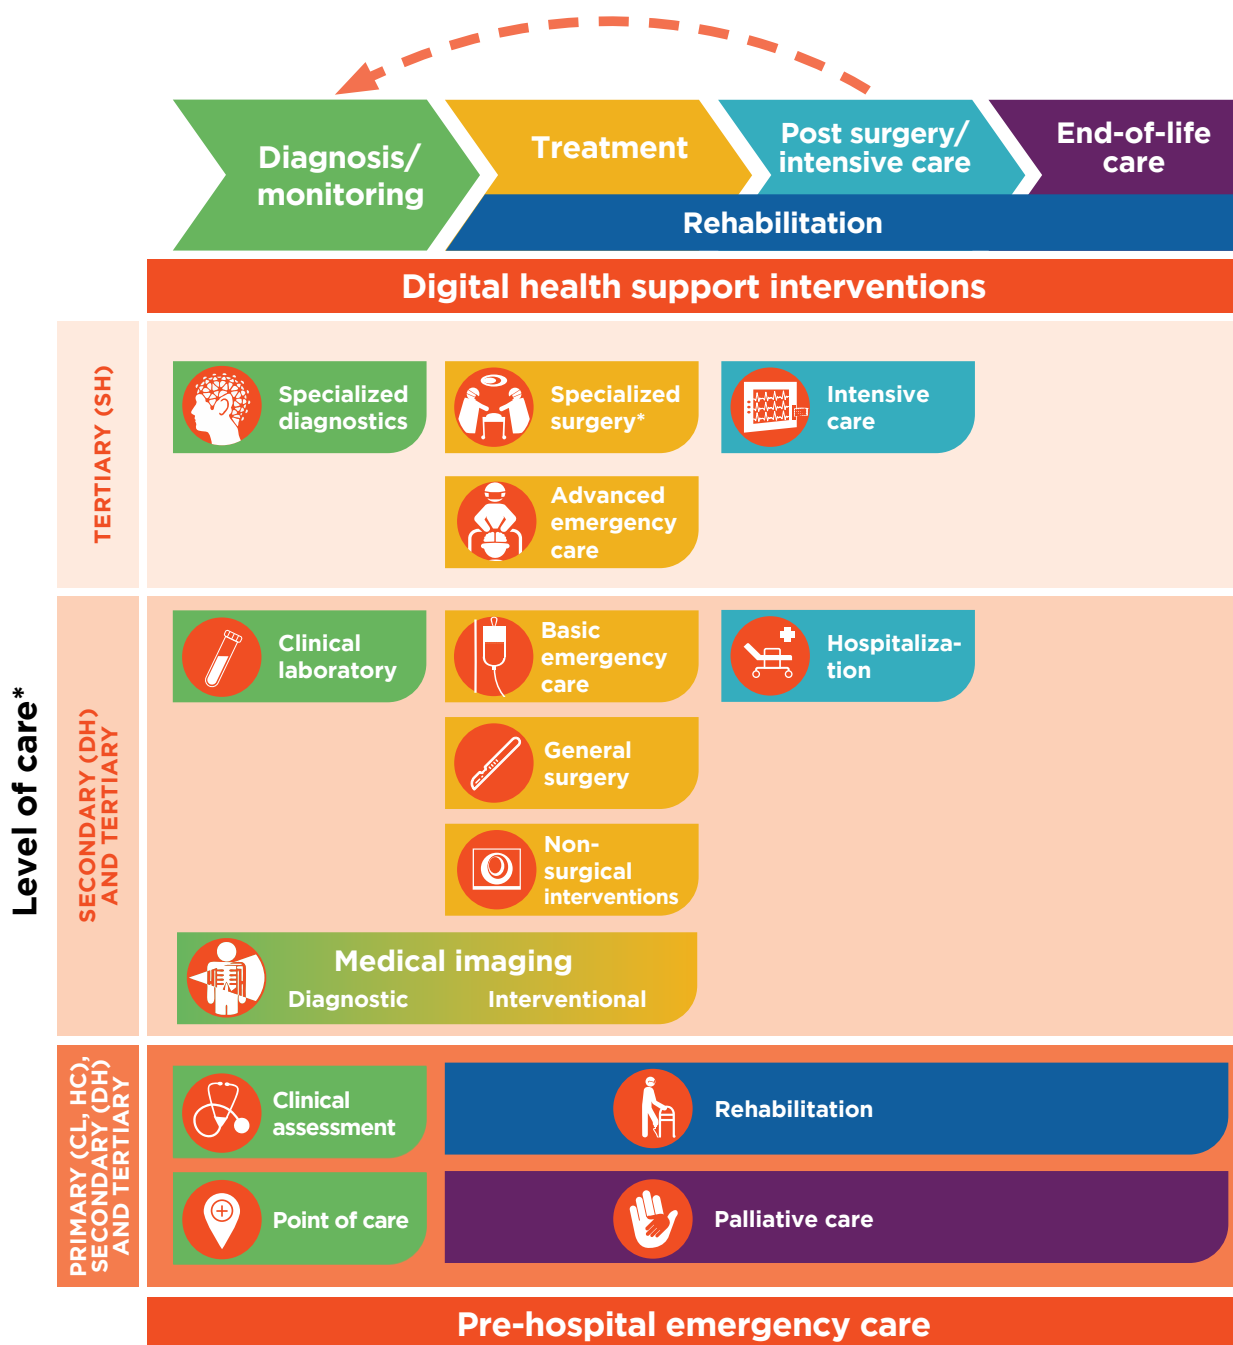 Diagnosis/
monitoring
Treatment
Post surgery/
intensive care
End-of-life
care
Rehabilitation
Digital health support interventions
Level of care*
TERTIARY (SH)
Specialized
diagnostics
Specialized
surgery*
Intensive
care
Advanced
emergency
care
SECONDARY (DH)
AND TERTIARY
Clinical
laboratory
Basic
emergency
care
Hospitaliza-
tion
General
surgery
Non-
surgical
interventions
Medical imaging
Diagnostic
Interventional
PRIMARY (CL, HC),
SECONDARY (DH)
AND TERTIARY
Clinical
assessment
Rehabilitation
Point of care
Palliative care
Pre-hospital emergency care